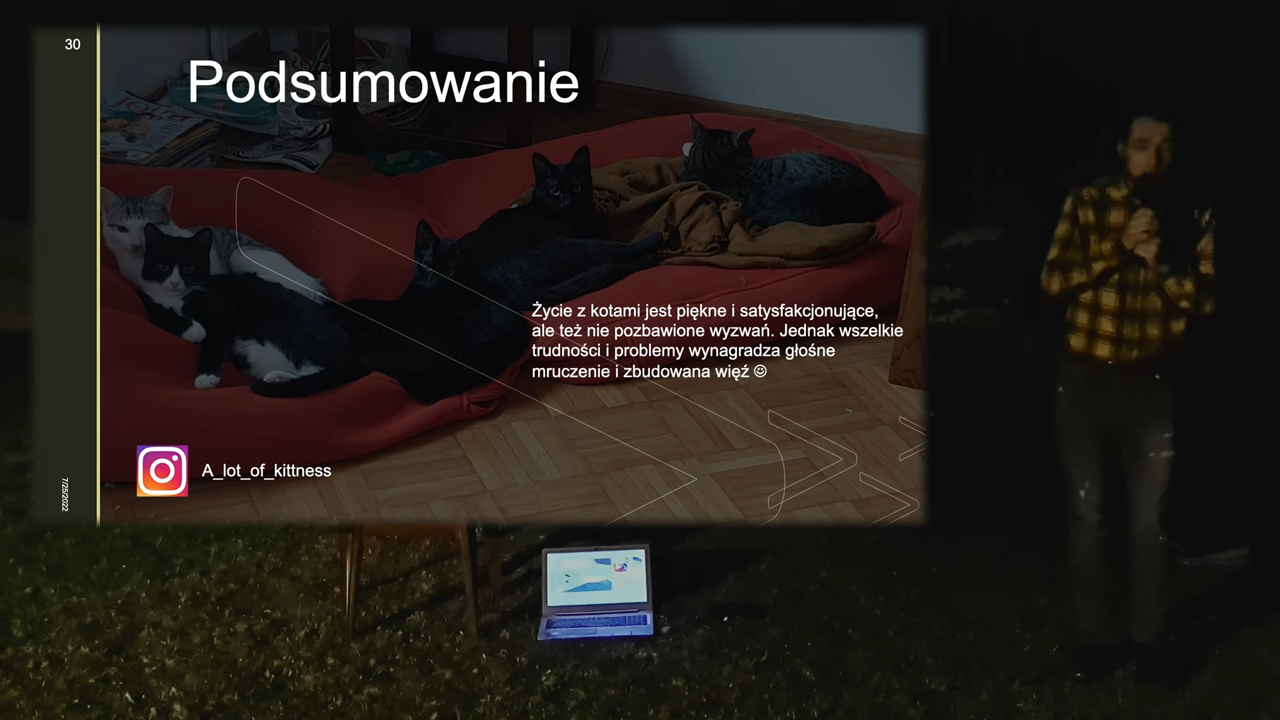 30
Podsumowanie
JOGA
Życie z kotami jest piękne i satysfakcjonujące,
ale też nie pozbawione wyzwań. Jednak wszelkie
trudności i problemy wynagradza głośne
mruczenie i zbudowana więź ☺
A_lot_of_kittness
7/25/2022